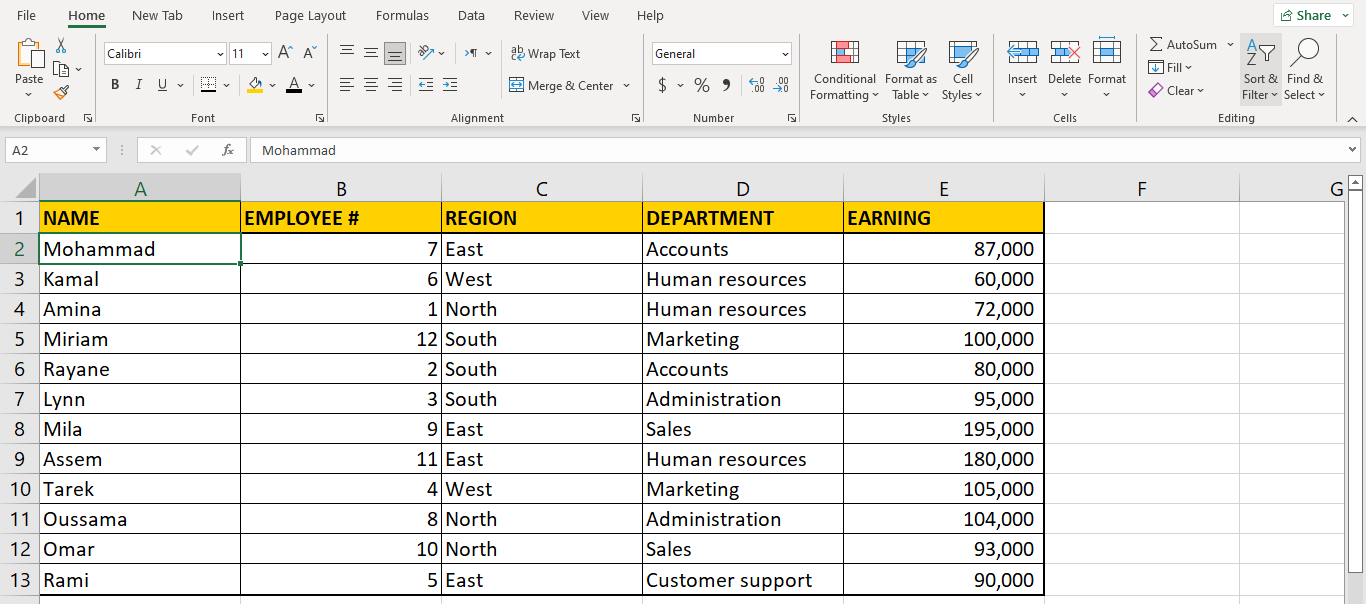 File Home New Tab Insert Page Layout Formulas Data Review View Help Share
Calibri 11 A A ab Wrap Text General AutoSum
Paste Conditional Format as Cell Insert Delete Format Fill Sort & Find &
B I U A Merge & Center $ % 9 .00 Formatting Table Styles Clear Filter Select
Clipboard Font Alignment Number Styles Cells Editing
A2 fx Mohammad
A B C D E F G
1 NAME EMPLOYEE # REGION DEPARTMENT EARNING
2 Mohammad 7 East Accounts 87,000
3 Kamal 6 West Human resources 60,000
4 Amina 1 North Human resources 72,000
5 Miriam 12 South Marketing 100,000
6 Rayane 2 South Accounts 80,000
7 Lynn 3 South Administration 95,000
8 Mila 9 East Sales 195,000
9 Assem 11 East Human resources 180,000
10 Tarek 4 West Marketing 105,000
11 Oussama 8 North Administration 104,000
12 Omar 10 North Sales 93,000
13 Rami 5 East Customer support 90,000